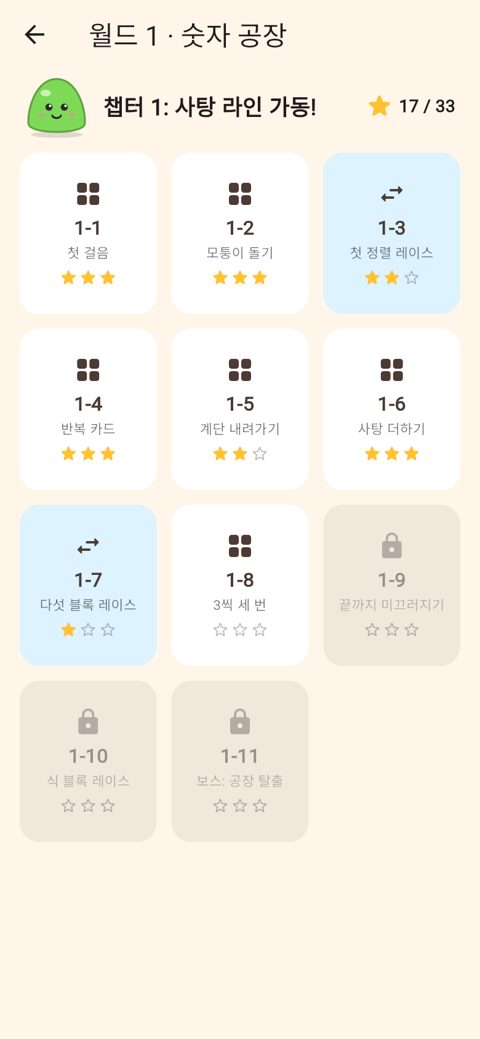 월드 1 · 숫자 공장
챕터 1: 사탕 라인 가동!
17 / 33
1-1
첫 걸음
1-2
모퉁이 돌기
1-3
첫 정렬 레이스
1-4
반복 카드
1-5
계단 내려가기
1-6
사탕 더하기
1-7
다섯 블록 레이스
1-8
3씩 세 번
1-9
끝까지 미끄러지기
1-10
식 블록 레이스
1-11
보스: 공장 탈출